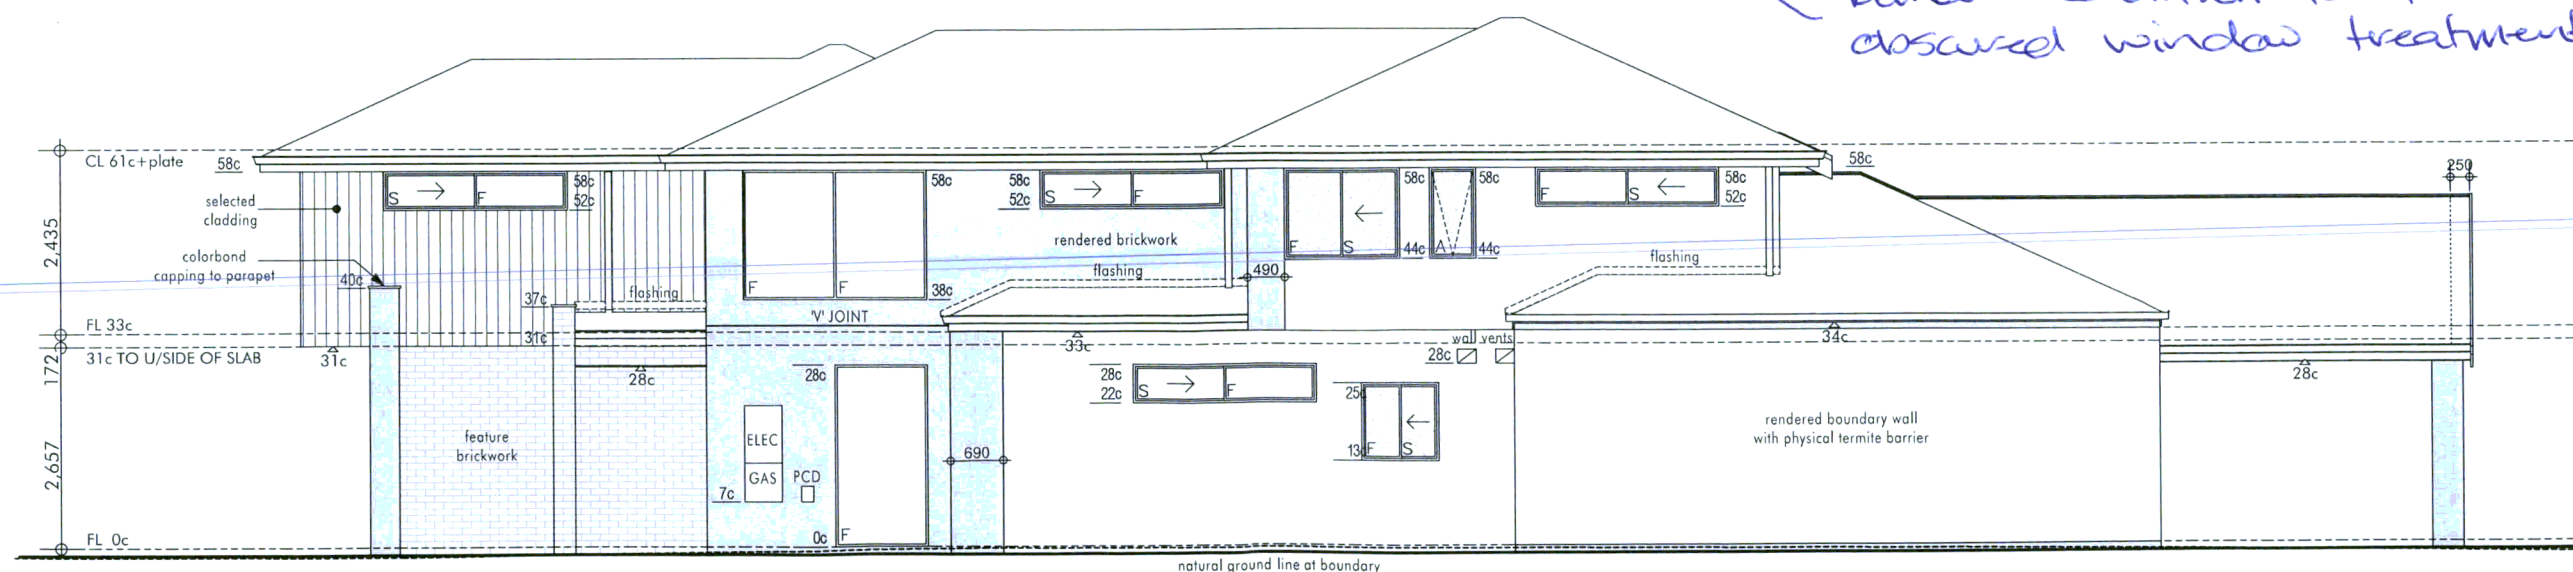 obscured window treatment
CL 61c+plate
58c
58c
250
selected
cladding
S
F
58c
52c
58c
58c
52c
S
F
F
S
58c
44c
A
58c
44c
F
S
58c
52c
2,435
colorbond
capping to parapet
40c
37c
flashing
F
F
38c
rendered brickwork
flashing
490
flashing
FL 33c
31c
'V' JOINT
33c
wall vents
28c
34c
172
31c TO U/SIDE OF SLAB
31c
28c
28c
28c
22c
S
F
25c
13c
F
S
28c
2,657
feature
brickwork
ELEC
GAS
PCD
7c
690
rendered boundary wall
with physical termite barrier
FL 0c
0c
F
natural ground line at boundary